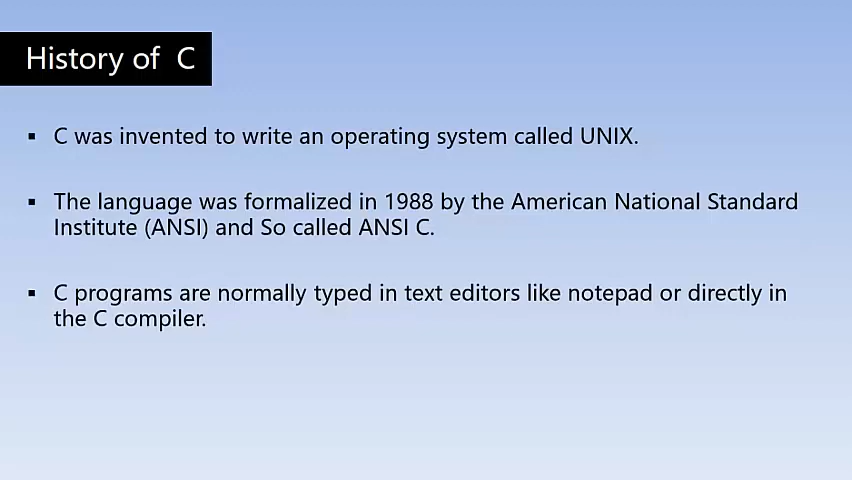 History of C
▪ C was invented to write an operating system called UNIX.
▪ The language was formalized in 1988 by the American National Standard
Institute (ANSI) and So called ANSI C.
▪ C programs are normally typed in text editors like notepad or directly in
the C compiler.